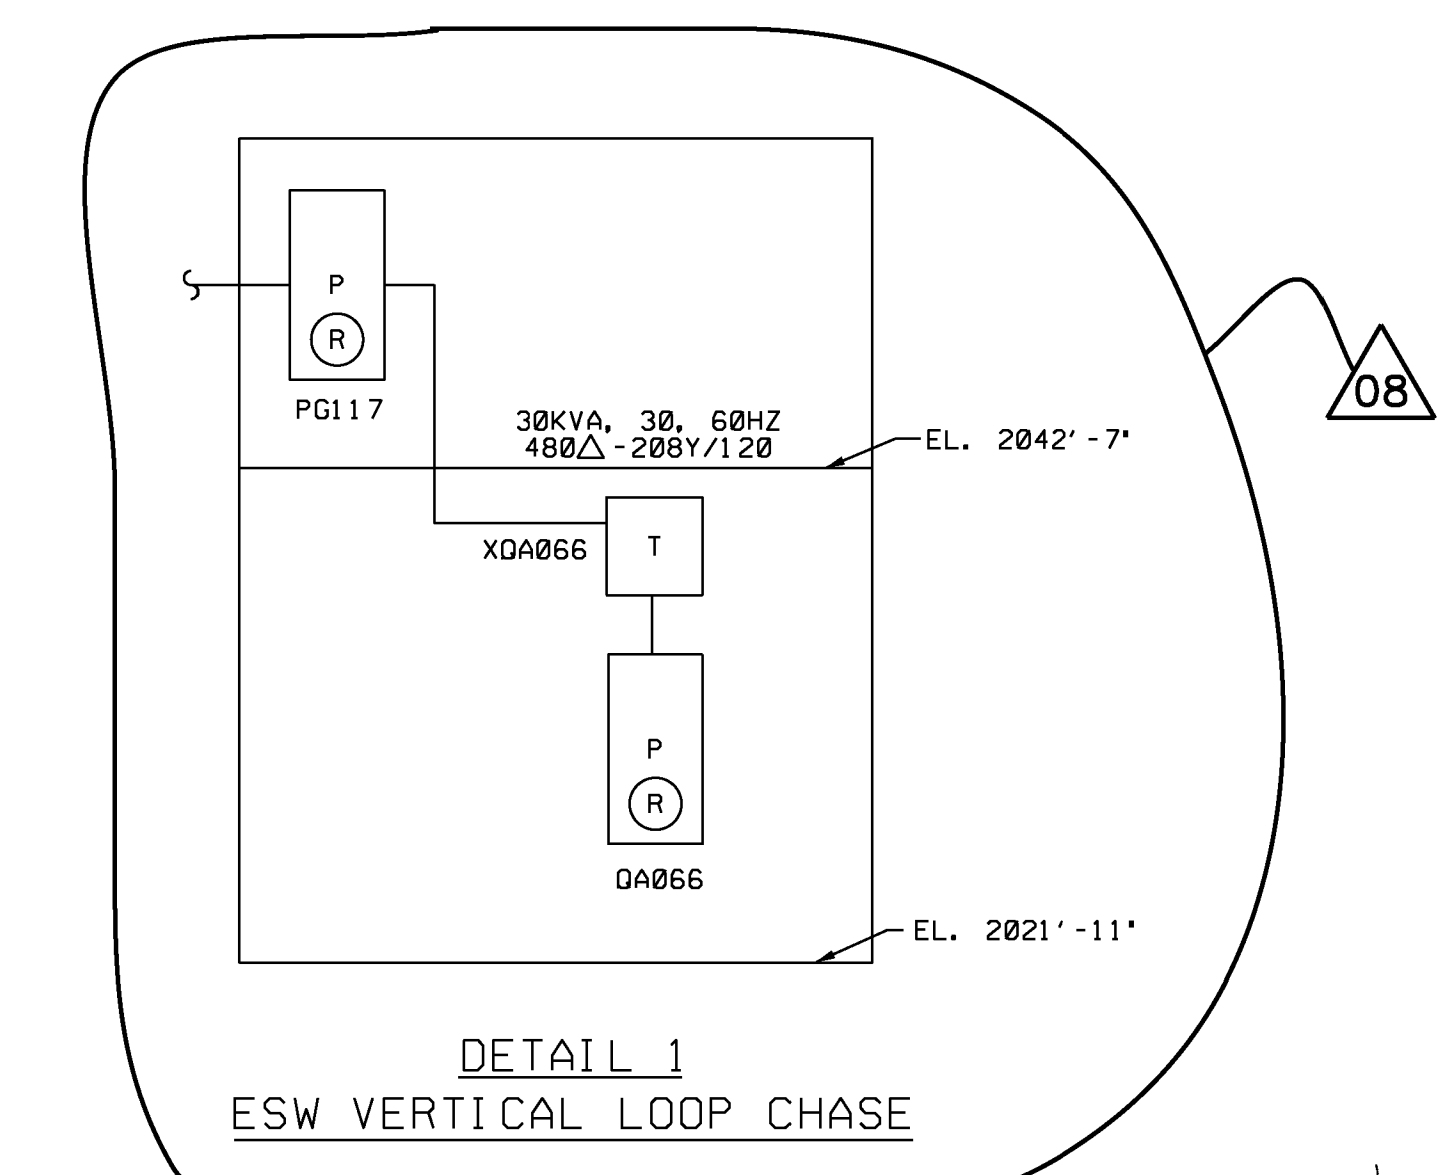 P
R
PG117
30KVA, 30, 60HZ
480△-208Y/120
EL. 2042'-7"
08
XQA066
T
P
R
QA066
EL. 2021'-11"
DETAIL 1
ESW VERTICAL LOOP CHASE